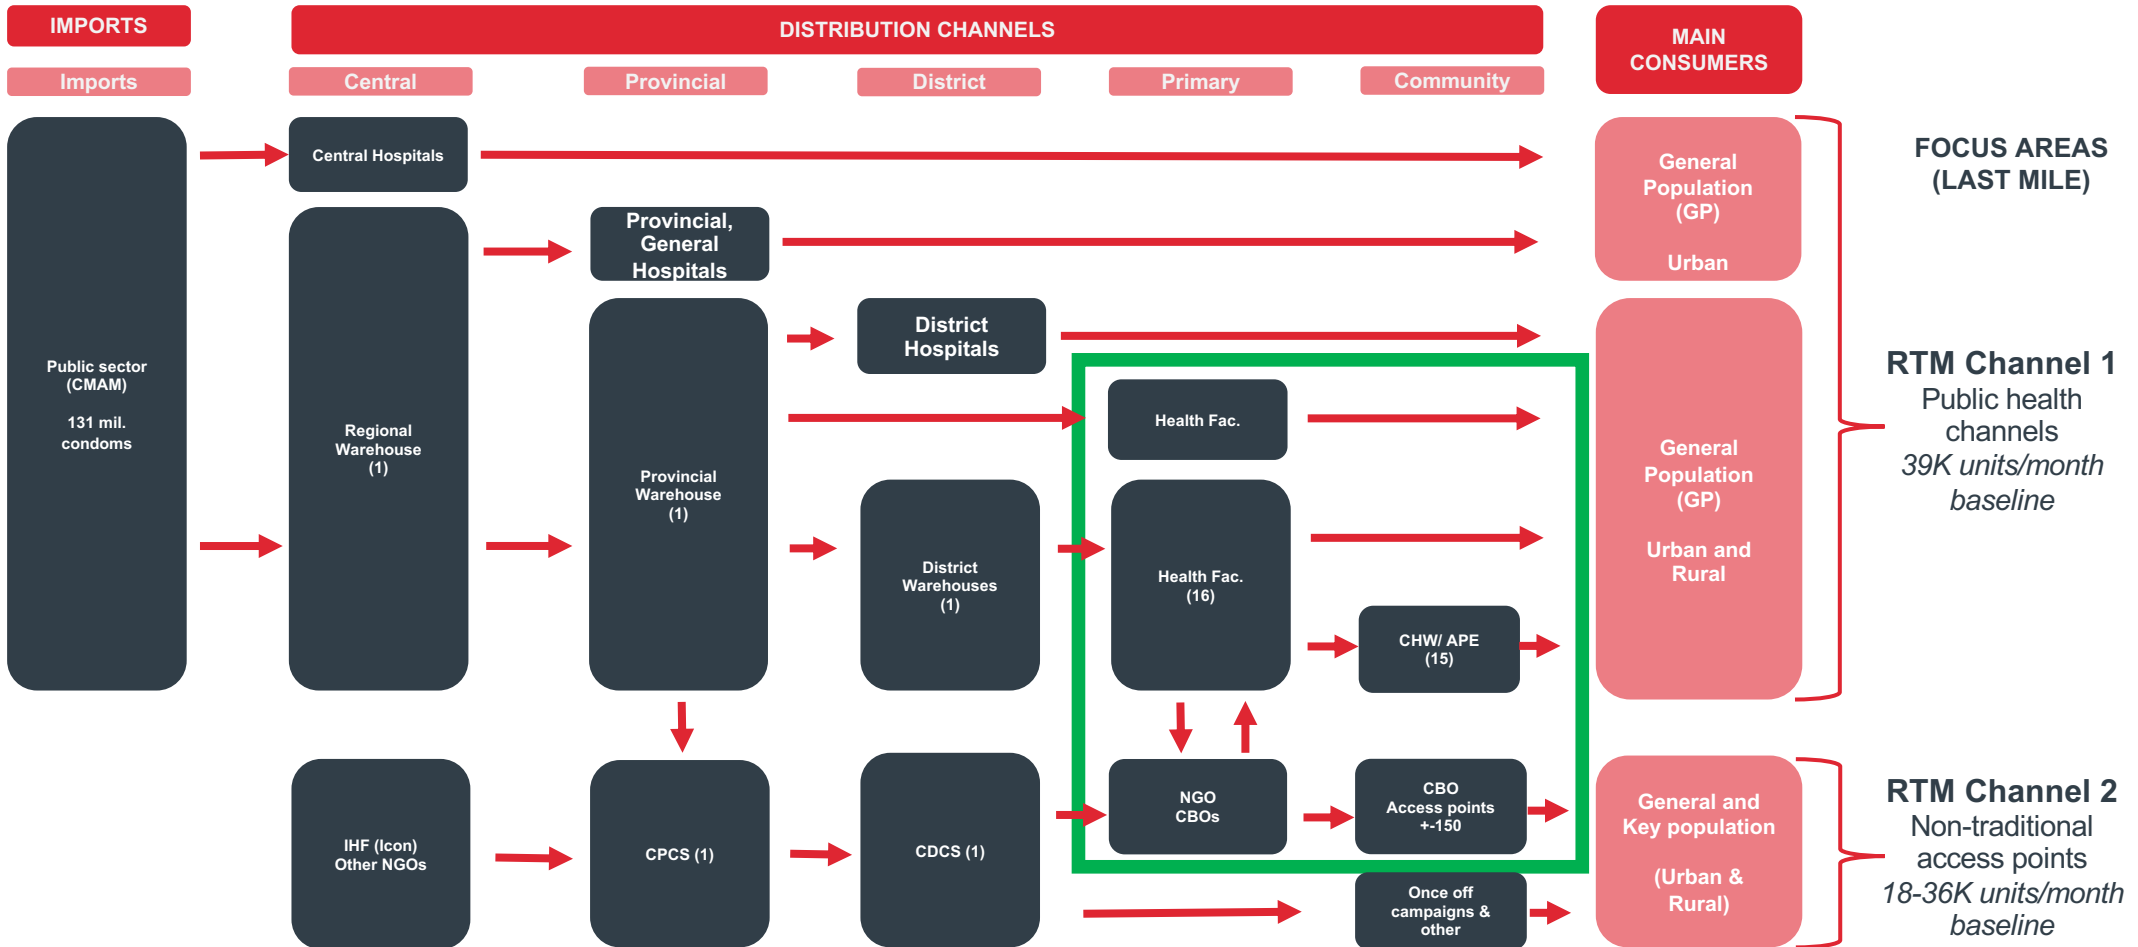 IMPORTS
DISTRIBUTION CHANNELS
MAIN
CONSUMERS
Imports
Central
Provincial
District
Primary
Community
Public sector
(CMAM)
131 mil.
condoms
Central Hospitals
Regional
Warehouse
(1)
Provincial,
General
Hospitals
Provincial
Warehouse
(1)
District
Hospitals
District
Warehouses
(1)
Health Fac.
Health Fac.
(16)
CHW/ APE
(15)
IHF (Icon)
Other NGOs
CPCS (1)
CDCS (1)
NGO
CBOs
CBO
Access points
+-150
Once off
campaigns &
other
General
Population
(GP)
Urban
General
Population
(GP)
Urban and
Rural
General and
Key population
(Urban &
Rural)
FOCUS AREAS
(LAST MILE)
RTM Channel 1
Public health
channels
39K units/month
baseline
RTM Channel 2
Non-traditional
access points
18-36K units/month
baseline